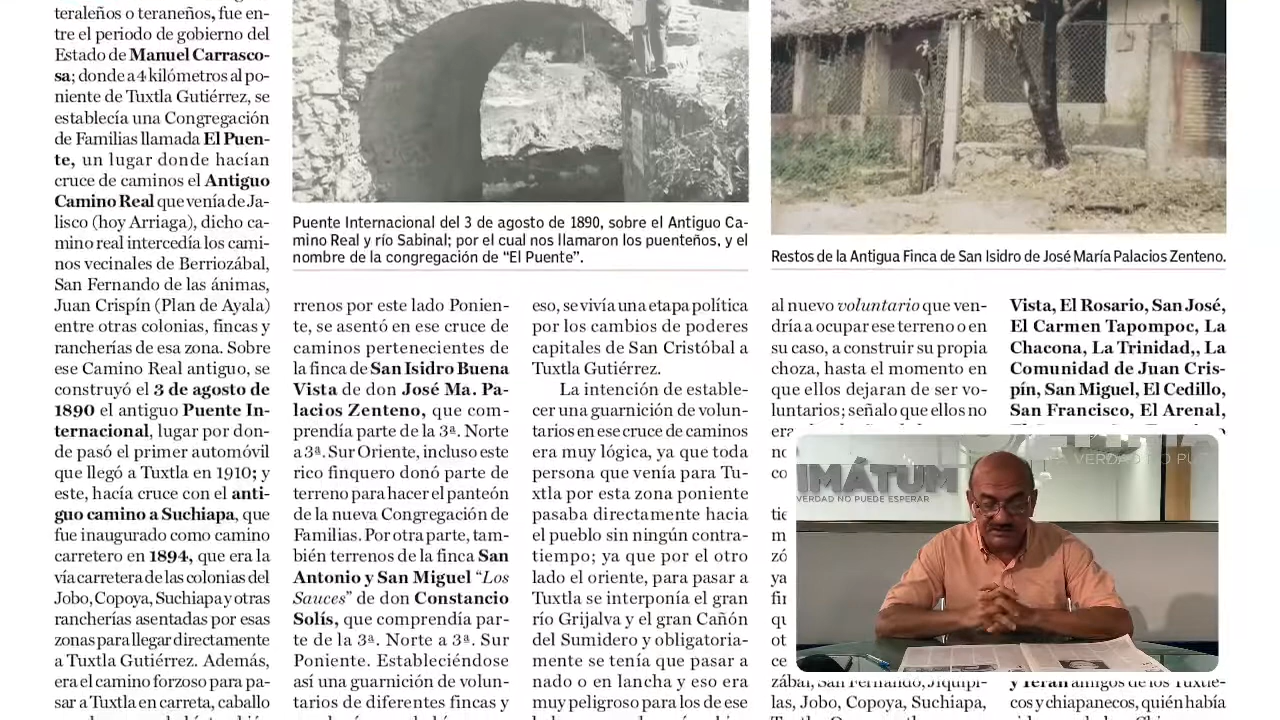 teraleños o teraneños, fue en-
tre el periodo de gobierno del
Estado de Manuel Carrasco-
sa; donde a 4 kilómetros al po-
niente de Tuxtla Gutiérrez, se
establecía una Congregación
de Familias llamada El Puen-
te, un lugar donde hacían
cruce de caminos el Antiguo
Camino Real que venía de Ja-
lisco (hoy Arriaga), dicho ca-
mino real intercedía los cami-
nos vecinales de Berriozábal,
San Fernando de las ánimas,
Juan Crispín (Plan de Ayala)
entre otras colonias, fincas y
rancherías de esa zona. Sobre
ese Camino Real antiguo, se
construyó el 3 de agosto de
1890 el antiguo Puente In-
ternacional, lugar por don-
de pasó el primer automóvil
que llegó a Tuxtla en 1910; y
este, hacía cruce con el anti-
guo camino a Suchiapa, que
fue inaugurado como camino
carretero en 1894, que era la
vía carretera de las colonias del
Jobo, Copoya, Suchiapa y otras
rancherías asentadas por esas
zonas para llegar directamente
a Tuxtla Gutiérrez. Además,
era el camino forzoso para pa-
sar a Tuxtla en carreta, caballo
Puente Internacional del 3 de agosto de 1890, sobre el Antiguo Ca-
mino Real y río Sabinal; por el cual nos llamaron los puenteños, y el
nombre de la congregación de “El Puente”.
Restos de la Antigua Finca de San Isidro de José María Palacios Zenteno.
rrenos por este lado Ponien-
te, se asentó en ese cruce de
caminos pertenecientes de
la finca de San Isidro Buena
Vista de don José Ma. Pa-
lacios Zenteno, que com-
prendía parte de la 3ª. Norte
a 3ª. Sur Oriente, incluso este
rico finquero donó parte de
terreno para hacer el panteón
de la nueva Congregación de
Familias. Por otra parte, tam-
bién terrenos de la finca San
Antonio y San Miguel “Los
Sauces” de don Constancio
Solís, que comprendía par-
te de la 3ª. Norte a 3ª. Sur
Poniente. Estableciéndose
así una guarnición de volun-
tarios de diferentes fincas y
eso, se vivía una etapa política
por los cambios de poderes
capitales de San Cristóbal a
Tuxtla Gutiérrez.
La intención de estable-
cer una guarnición de volun-
tarios en ese cruce de caminos
era muy lógica, ya que toda
persona que venía para Tu-
xtla por esta zona poniente
pasaba directamente hacia
el pueblo sin ningún contra-
tiempo; ya que por el otro
lado el oriente, para pasar a
Tuxtla se interponía el gran
río Grijalva y el gran Cañón
del Sumidero y obligatoria-
mente se tenía que pasar a
nado o en lancha y eso era
muy peligroso para los de ese
al nuevo voluntario que ven-
dría a ocupar ese terreno o en
su caso, a construir su propia
choza, hasta el momento en
que ellos dejaran de ser vo-
luntarios; señalo que ellos no
zábal, San Fernando, Jiquipi-
las, Jobo, Copoya, Suchiapa,
Vista, El Rosario, San José,
El Carmen Tapompoc, La
Chacona, La Trinidad,, La
Comunidad de Juan Cris-
pín, San Miguel, El Cedillo,
San Francisco, El Arenal,
y Terán amigos de los Tuxtle-
cos y chiapanecos, quién había
IMÁTUM
VERDAD NO PUEDE ESPERAR
A VERDAD NO PU